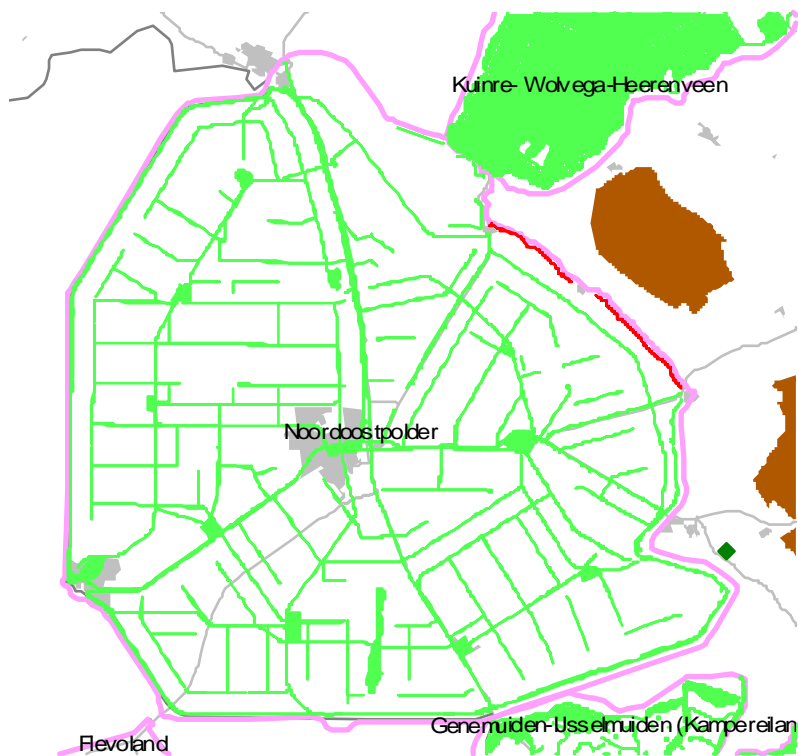 Kuinre- Wolvega-Heerenveen
Noordoostpolder
Genemuiden-IJsselmuiden (Kampereilan
Flevoland